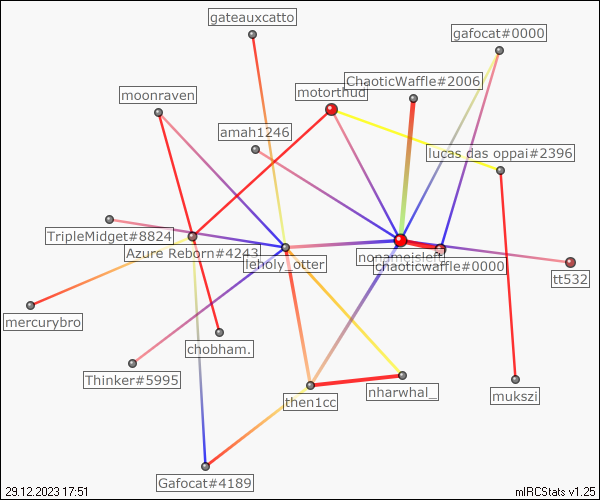 gateauxcatto
gafocat#0000
ChaoticWaffle#2006
moonraven
motorthud
amah1246
lucas das oppai#2396
TripleMidget#8824
Azure Reborn#4243
leholy_otter
nonameisleft
chaoticwaffle#0000
tt532
mercurybro
chobham.
Thinker#5995
then1cc
nharwhal_
mukszi
Gafocat#4189
29.12.2023 17:51
mIRCStats v1.25